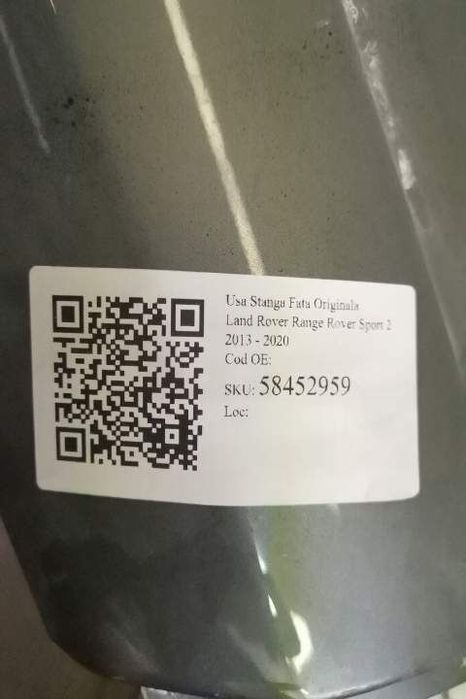 Usa Stanga Fata Originala
Land Rover Range Rover Sport 2
2013 - 2020
Cod OE:
SKU: 58452959
Loc: